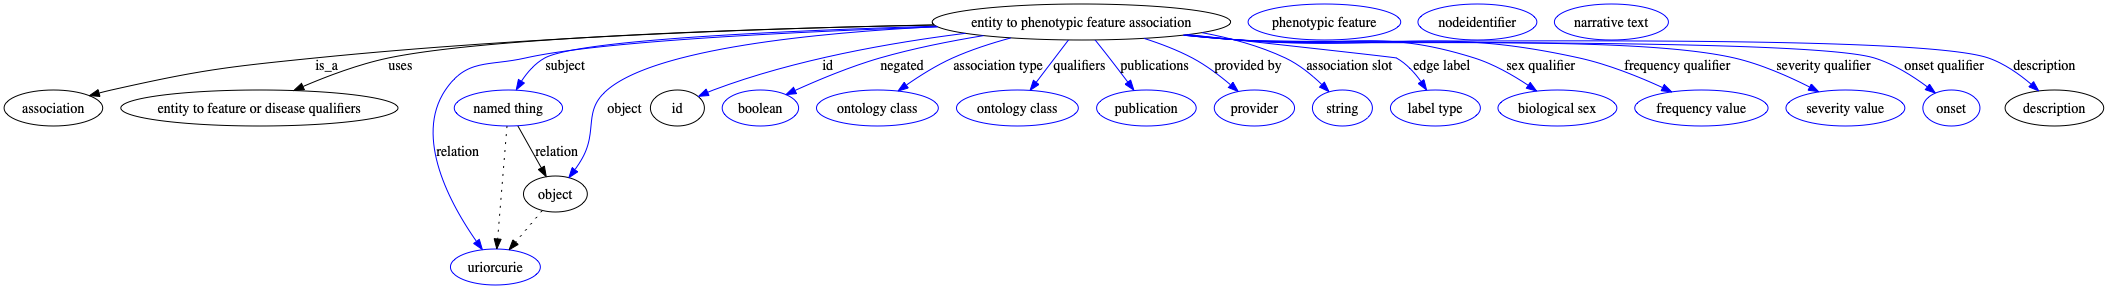 entity to phenotypic feature association
phenotypic feature
nodeidentifier
narrative text
is_a
uses
subject
object
id
negated
association type
qualifiers
publications
provided by
association slot
edge label
sex qualifier
frequency qualifier
severity qualifier
onset qualifier
description
association
entity to feature or disease qualifiers
named thing
id
boolean
ontology class
ontology class
publication
provider
string
label type
biological sex
frequency value
severity value
onset
description
relation
relation
object
uriorcurie